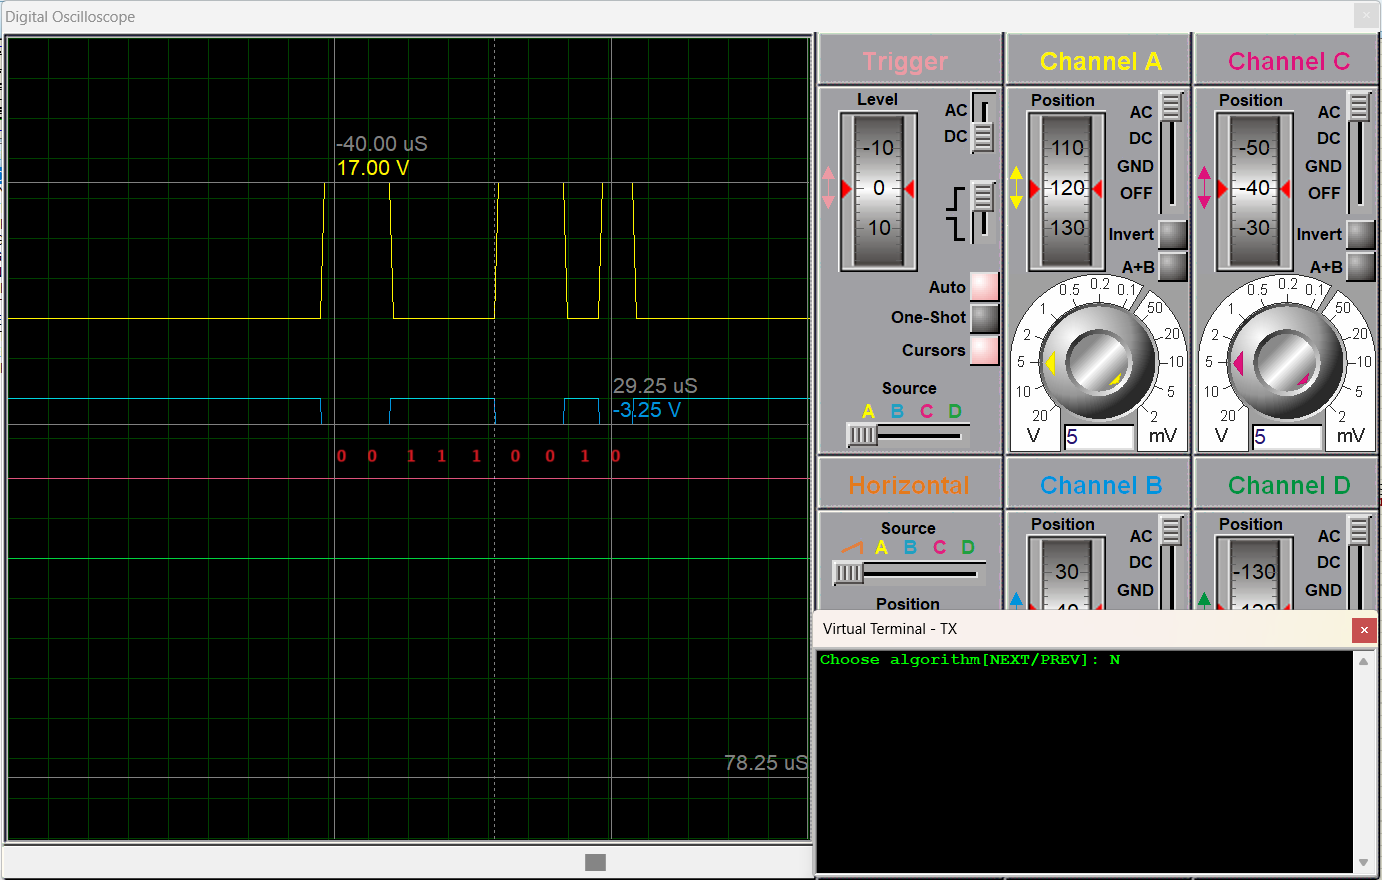 Digital Oscilloscope
-40.00 uS
17.00 V
29.25 uS
-3.25 V
0 0 1 1 1 0 0 1 0
78.25 uS
Trigger
Level
AC
DC
-10
0
10
Auto
One-Shot
Cursors
Source
A B C D
Channel A
Position
110
120
130
AC
DC
GND
OFF
Invert
A+B
20 10 5 2 1 0.5 0.2 0.1 50 20 10 5 2
V
5
mV
Channel C
Position
-50
-40
-30
AC
DC
GND
OFF
Invert
A+B
20 10 5 2 1 0.5 0.2 0.1 50 20 10 5 2
V
5
mV
Horizontal
Source
A B C D
Position
Channel B
Position
30
40
AC
DC
GND
Channel D
Position
-130
-120
AC
DC
GND
Virtual Terminal - TX
Choose algorithm[NEXT/PREV]: N